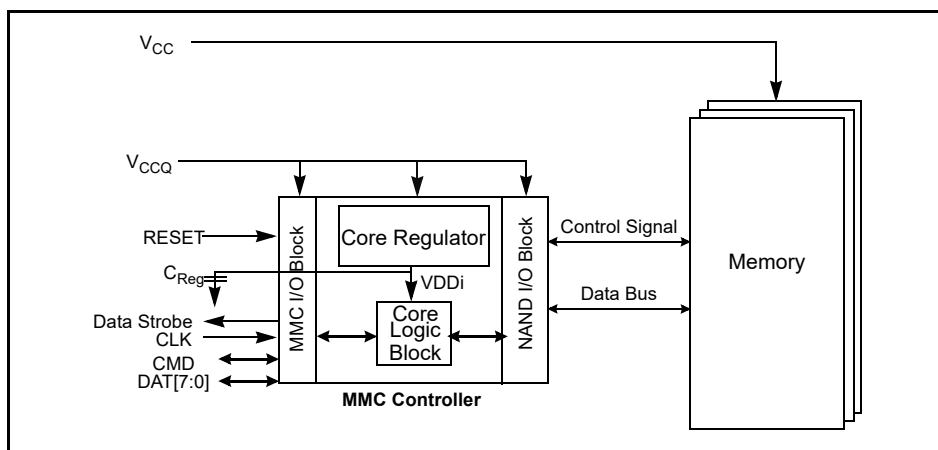 VCC
VCCQ
RESET
CReg
Data Strobe
CLK
CMD
DAT[7:0]
MMC I/O Block
Core Regulator
VDDi
Core
Logic
Block
NAND I/O Block
MMC Controller
Control Signal
Data Bus
Memory